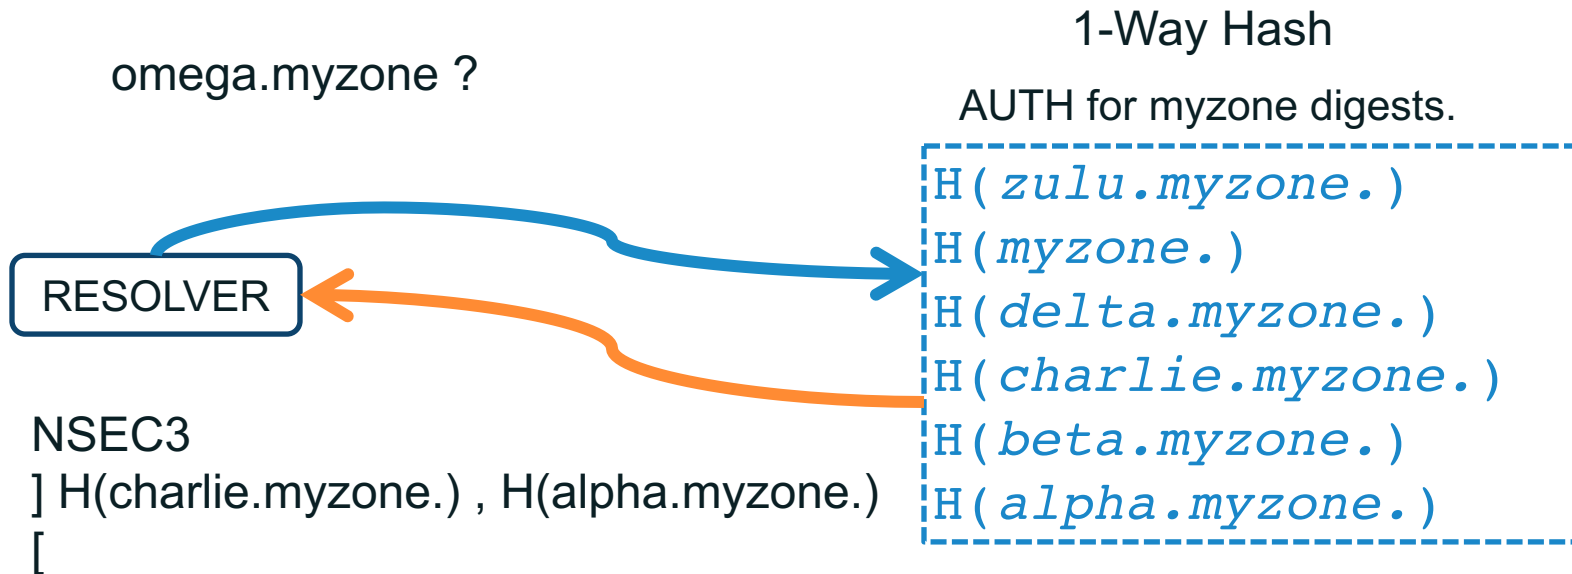 1-Way Hash
omega.myzone ?
AUTH for myzone digests.
H(zulu.myzone.)
H(myzone.)
H(delta.myzone.)
H(charlie.myzone.)
H(beta.myzone.)
H(alpha.myzone.)
RESOLVER
NSEC3
] H(charlie.myzone.) , H(alpha.myzone.)
[